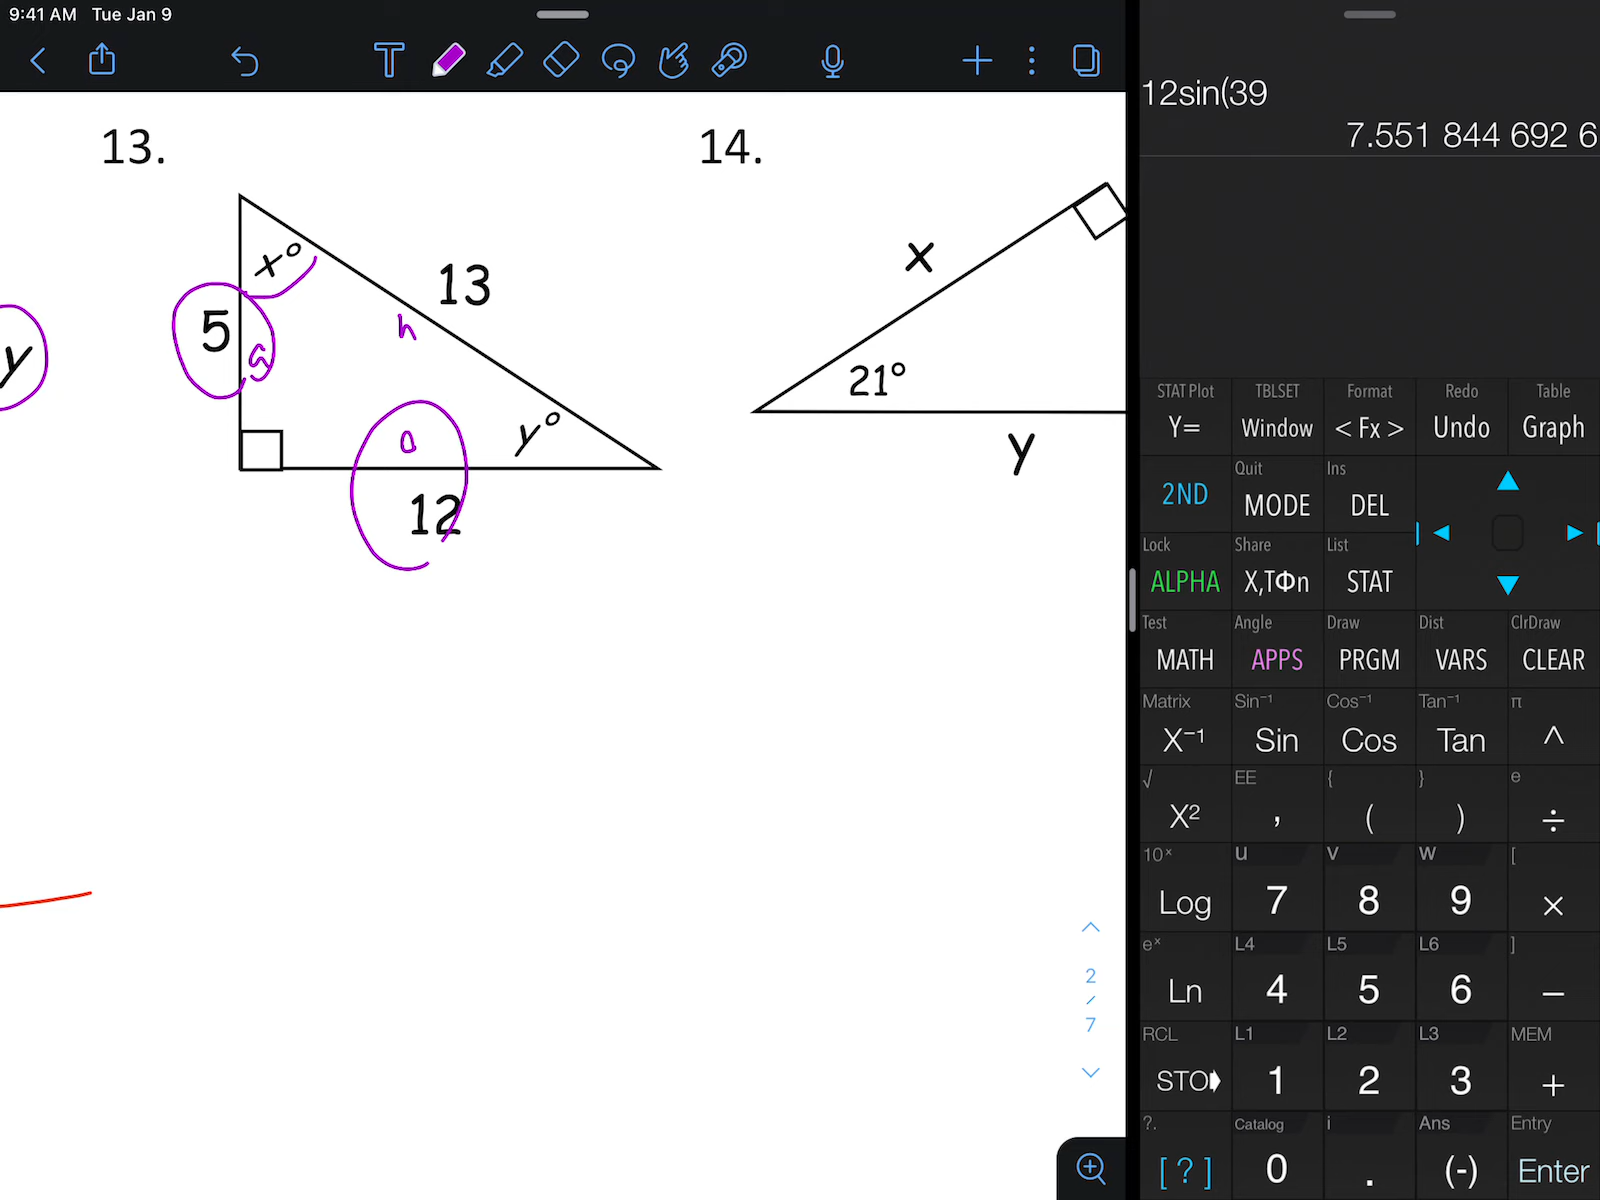 9:41 AM Tue Jan 9
13.
14.
x°
13
h
5
a
y
x
21°
y°
o
12
y
2
/
7
12sin(39
7.551 844 692 6
STAT Plot TBLSET Format Redo Table
Y= Window < Fx > Undo Graph
Quit Ins
2ND MODE DEL
Lock Share List
ALPHA X,TΦn STAT
Test Angle Draw Dist ClrDraw
MATH APPS PRGM VARS CLEAR
Matrix Sin⁻¹ Cos⁻¹ Tan⁻¹ π
X⁻¹ Sin Cos Tan ^
√ EE { } e
X² , ( ) ÷
10ˣ u v w [
Log 7 8 9 ×
eˣ L4 L5 L6 ]
Ln 4 5 6 −
RCL L1 L2 L3 MEM
STO 1 2 3 +
?. Catalog i Ans Entry
[ ? ] 0 . (-) Enter